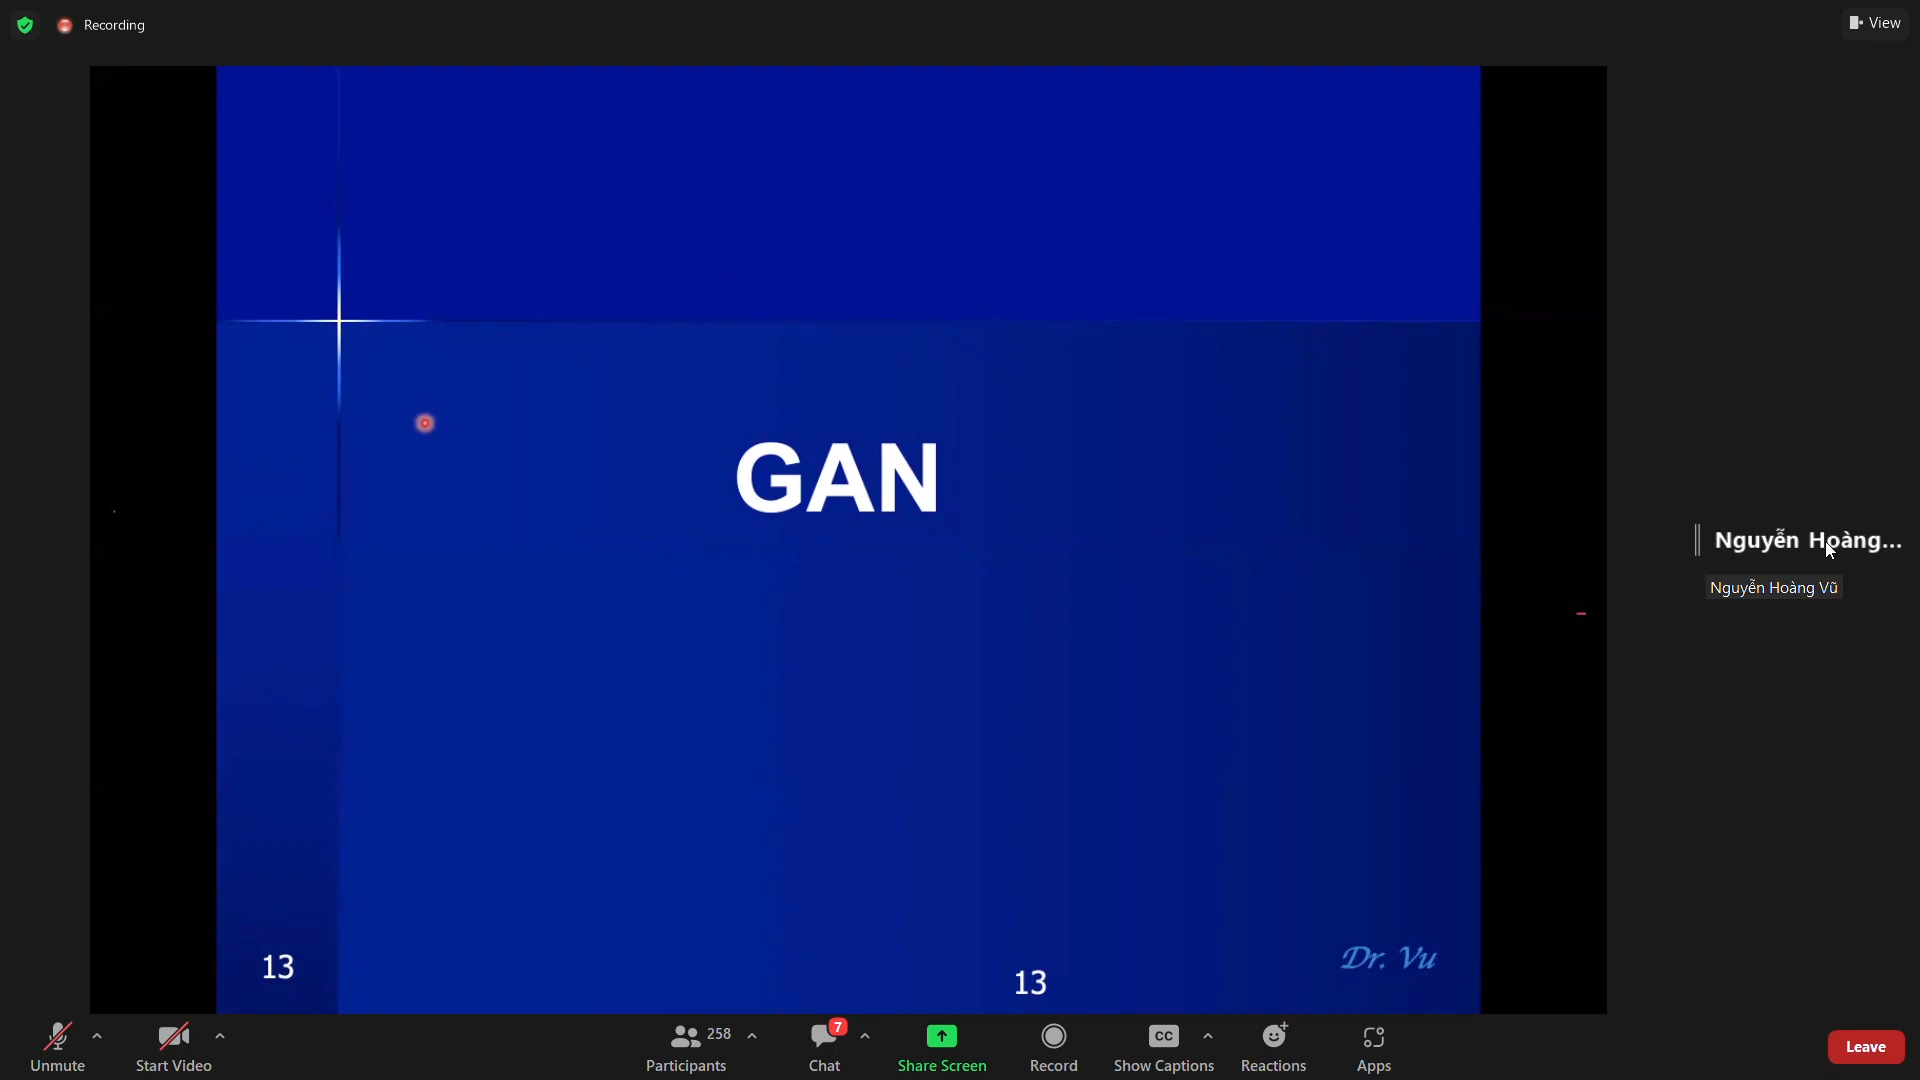 Recording
View
GAN
Nguyễn Hoàng...
Nguyễn Hoàng Vũ
13
13
Dr. Vu
Unmute
Start Video
258
Participants
7
Chat
Share Screen
Record
CC
Show Captions
Reactions
Apps
Leave